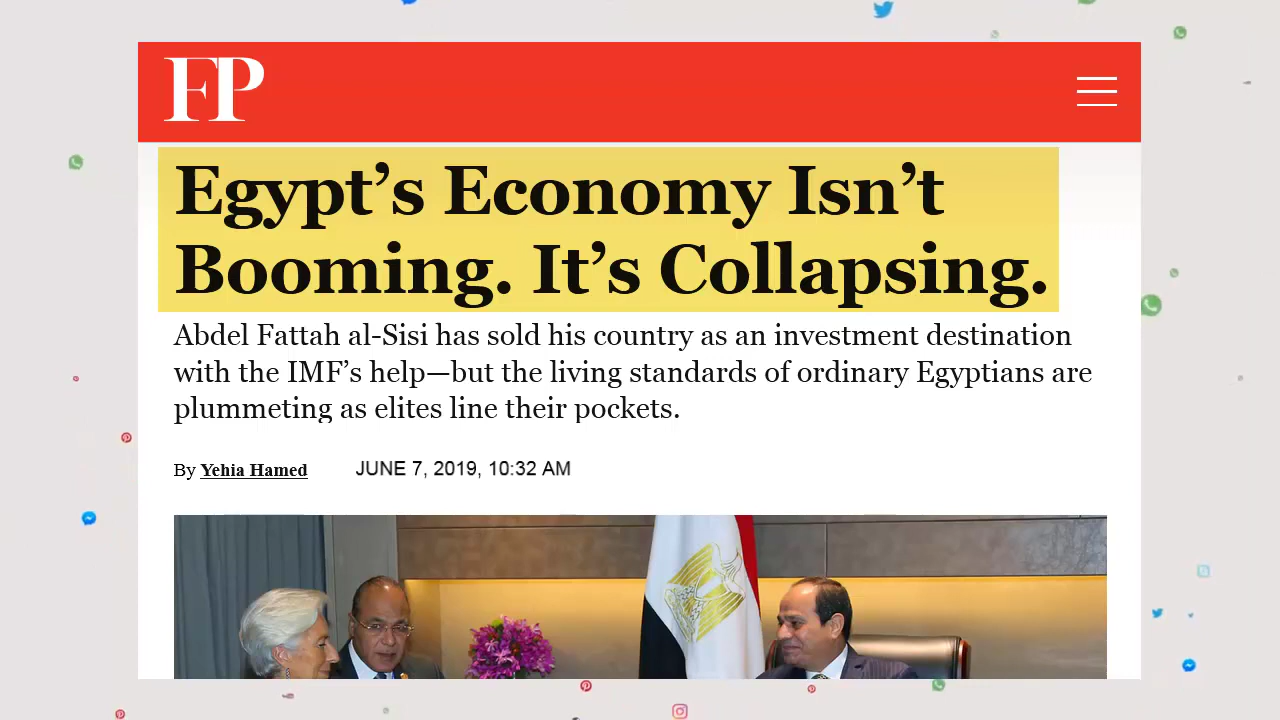 FP
Egypt’s Economy Isn’t
Booming. It’s Collapsing.
Abdel Fattah al-Sisi has sold his country as an investment destination
with the IMF’s help—but the living standards of ordinary Egyptians are
plummeting as elites line their pockets.
By Yehia Hamed JUNE 7, 2019, 10:32 AM